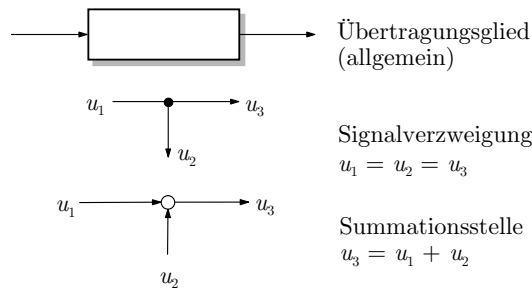 Übertragungsglied
(allgemein)
u₁ u₃
u₂
Signalverzweigung
u₁ = u₂ = u₃
u₁ u₃
u₂
Summationsstelle
u₃ = u₁ + u₂